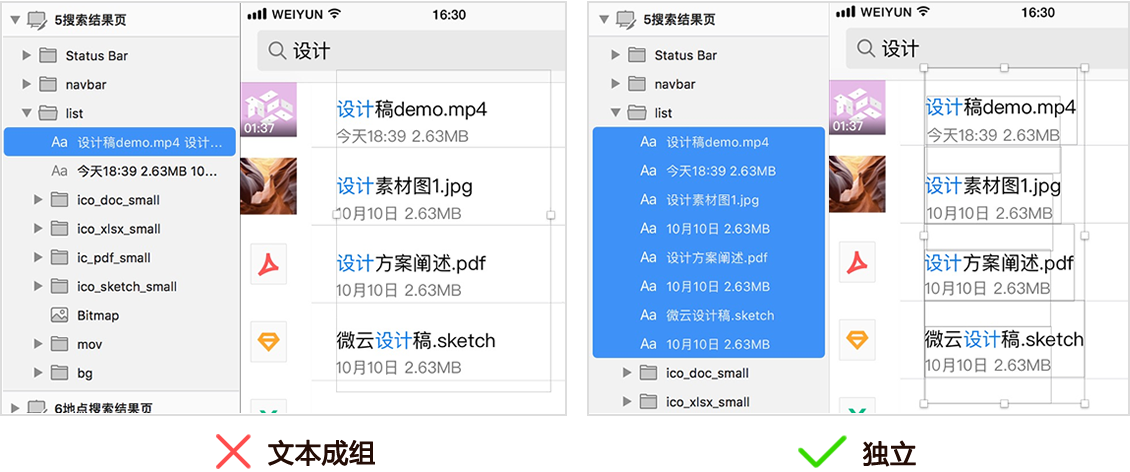 5搜索结果页
Status Bar
navbar
list
Aa 设计稿demo.mp4 设计...
Aa 今天18:39 2.63MB 10...
ico_doc_small
ico_xlsx_small
ic_pdf_small
ico_sketch_small
Bitmap
mov
bg
6地点搜索结果页
WEIYUN 16:30
设计
01:37
设计稿demo.mp4
今天18:39 2.63MB
设计素材图1.jpg
10月10日 2.63MB
设计方案阐述.pdf
10月10日 2.63MB
微云设计稿.sketch
10月10日 2.63MB
文本成组
5搜索结果页
Status Bar
navbar
list
Aa 设计稿demo.mp4
Aa 今天18:39 2.63MB
Aa 设计素材图1.jpg
Aa 10月10日 2.63MB
Aa 设计方案阐述.pdf
Aa 10月10日 2.63MB
Aa 微云设计稿.sketch
Aa 10月10日 2.63MB
ico_doc_small
ico_xlsx_small
WEIYUN 16:30
设计
01:37
设计稿demo.mp4
今天18:39 2.63MB
设计素材图1.jpg
10月10日 2.63MB
设计方案阐述.pdf
10月10日 2.63MB
微云设计稿.sketch
10月10日 2.63MB
独立